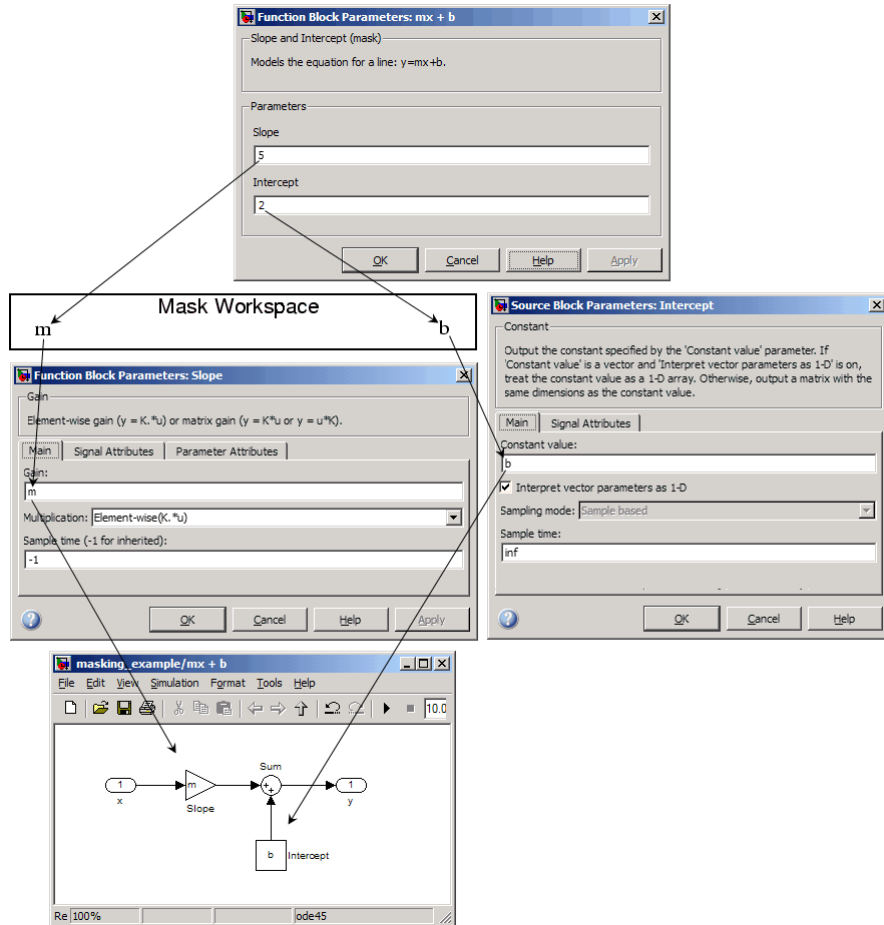 Function Block Parameters: mx + b
Slope and Intercept (mask)
Models the equation for a line: y=mx+b.
Parameters
Slope
5
Intercept
2
OK
Cancel
Help
Apply
Mask Workspace
m
b
Function Block Parameters: Slope
Gain
Element-wise gain (y = K.*u) or matrix gain (y = K*u or y = u*K).
Main
Signal Attributes
Parameter Attributes
Gain:
m
Multiplication: Element-wise(K.*u)
Sample time (-1 for inherited):
-1
OK
Cancel
Help
Apply
Source Block Parameters: Intercept
Constant
Output the constant specified by the 'Constant value' parameter. If
'Constant value' is a vector and 'Interpret vector parameters as 1-D' is on,
treat the constant value as a 1-D array. Otherwise, output a matrix with the
same dimensions as the constant value.
Main
Signal Attributes
Constant value:
b
Interpret vector parameters as 1-D
Sampling mode: Sample based
Sample time:
inf
OK
Cancel
Help
masking_example/mx + b
File Edit View Simulation Format Tools Help
10.0
Sum
1
m
1
x
Slope
y
b
Intercept
Re 100%
ode45